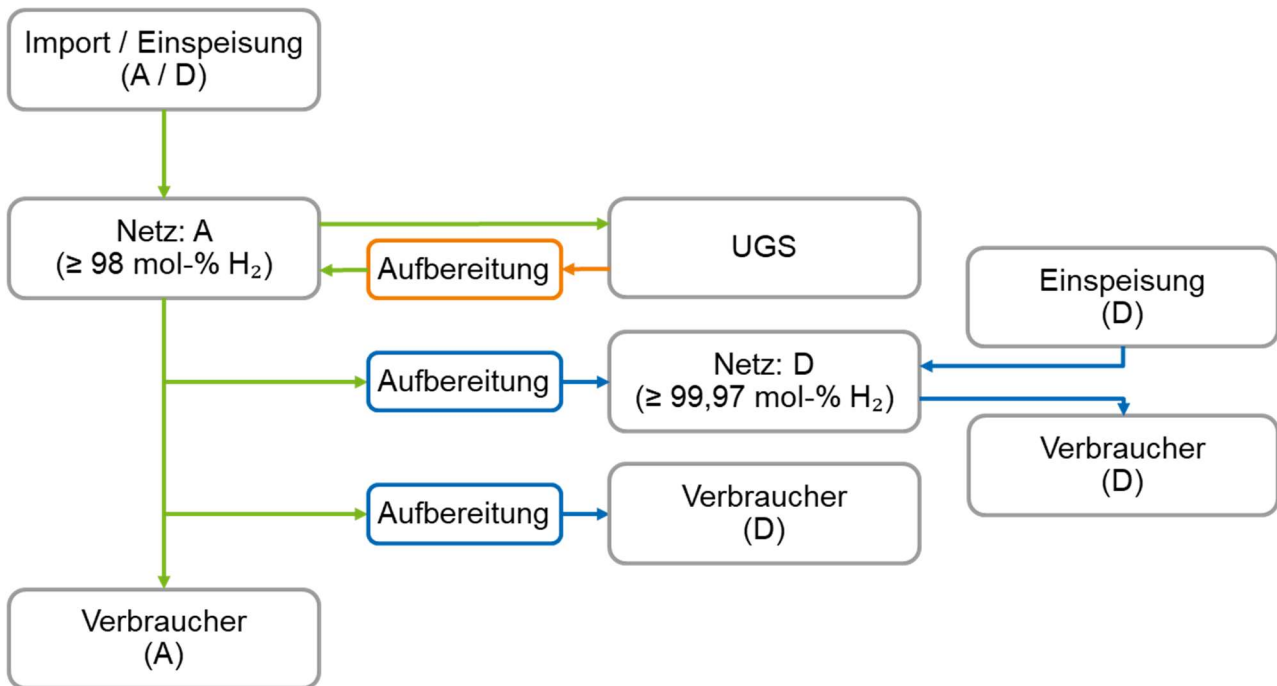 Import / Einspeisung
(A / D)
Netz: A
(≥ 98 mol-% H₂)
Aufbereitung
UGS
Einspeisung
(D)
Aufbereitung
Netz: D
(≥ 99,97 mol-% H₂)
Verbraucher
(D)
Aufbereitung
Verbraucher
(D)
Verbraucher
(A)